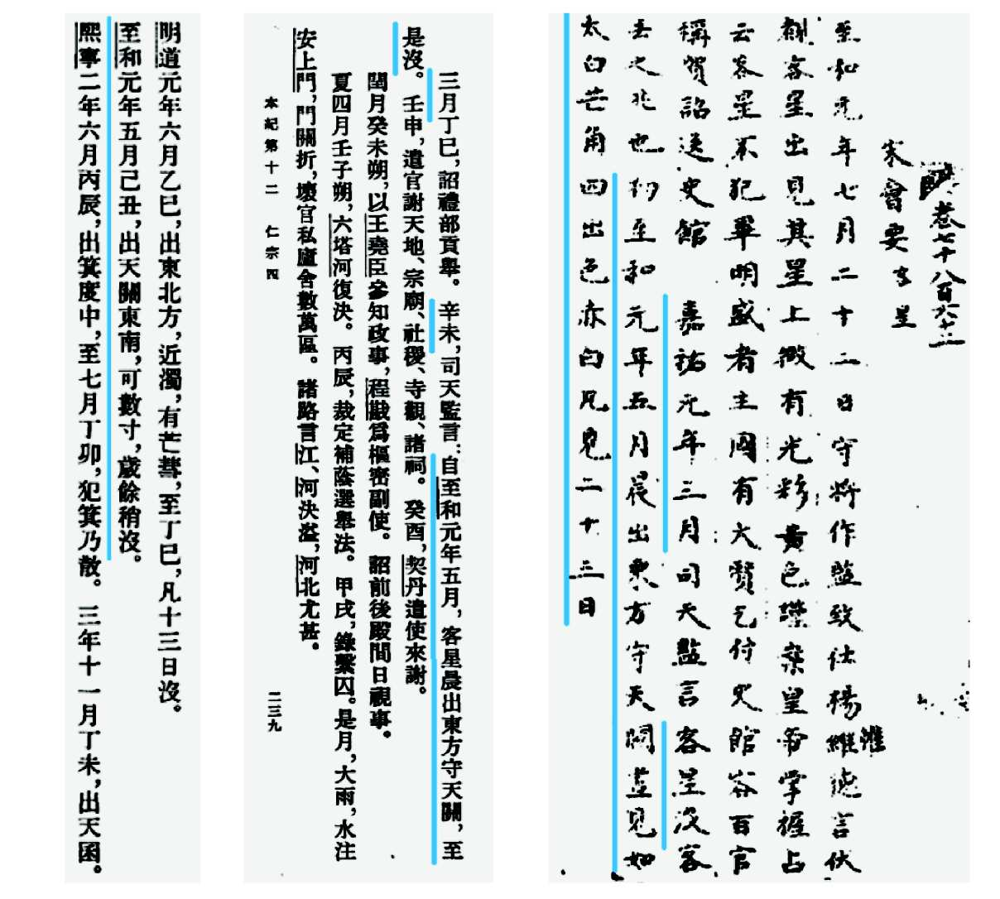 宋會要
卷七十八百六十二
至和元年七月二十二日守將作監致仕楊維德言伏
覩客星出見其星上微有光彩黃色謹案皇帝掌握占
云客星不犯畢明盛者主國有大賢乞付史館容百官
稱賀詔送史館 嘉祐元年三月司天監言客星沒客
去之兆也初至和元年五月晨出東方守天關晝見如
太白芒角四出色赤白凡見二十三日
三月丁巳,詔禮部貢舉。辛未,司天監言:自至和元年五月,客星晨出東方守天關,至
是沒。壬申,遣官謝天地、宗廟、社稷、寺觀、諸祠。癸酉,契丹遣使來謝。
閏月癸未朔,以王堯臣參知政事,程戡爲樞密副使。詔前後殿間日視事。
夏四月壬子朔,六塔河復決。丙辰,裁定補蔭選舉法。甲戌,錄繫囚。是月,大雨,水注
安上門,門關折,壞官私廬舍數萬區。諸路言江、河決溢,河北尤甚。
本紀第十二 仁宗四
二三九
明道元年六月乙巳,出東北方,近濁,有芒彗,至丁巳,凡十三日沒。
至和元年五月己丑,出天關東南,可數寸,歲餘稍沒。
熙寧二年六月丙辰,出箕度中,至七月丁卯,犯箕乃散。三年十一月丁未,出天囷。